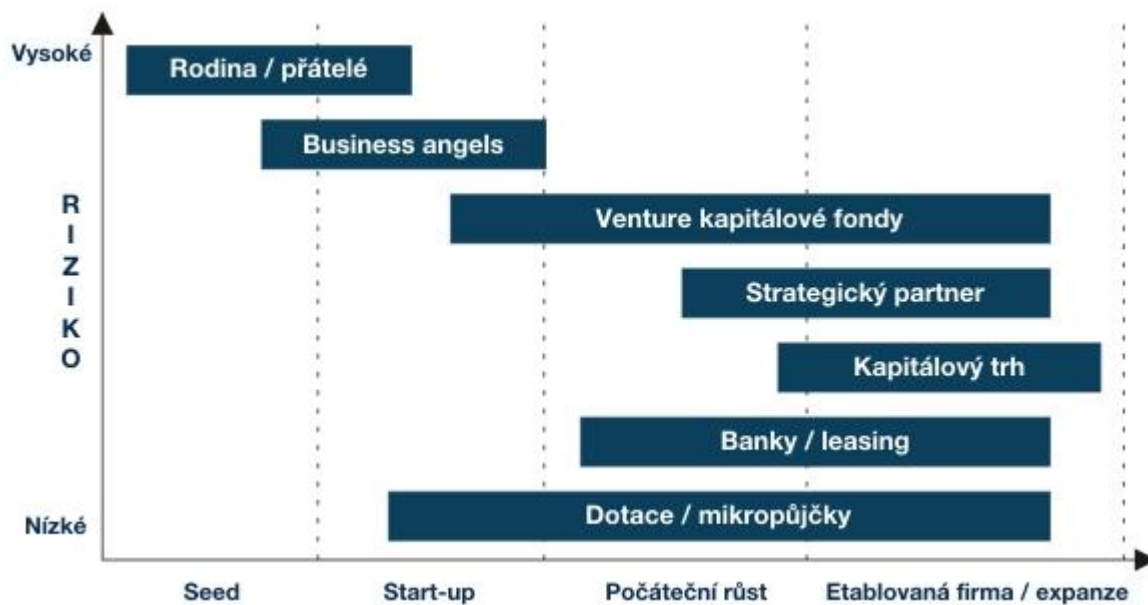 Vysoké
Rodina / přátelé
Business angels
R
I
Z
I
K
O
Venture kapitálové fondy
Strategický partner
Kapitálový trh
Banky / leasing
Nízké
Dotace / mikropůjčky
Seed
Start-up
Počáteční růst
Etablovaná firma / expanze